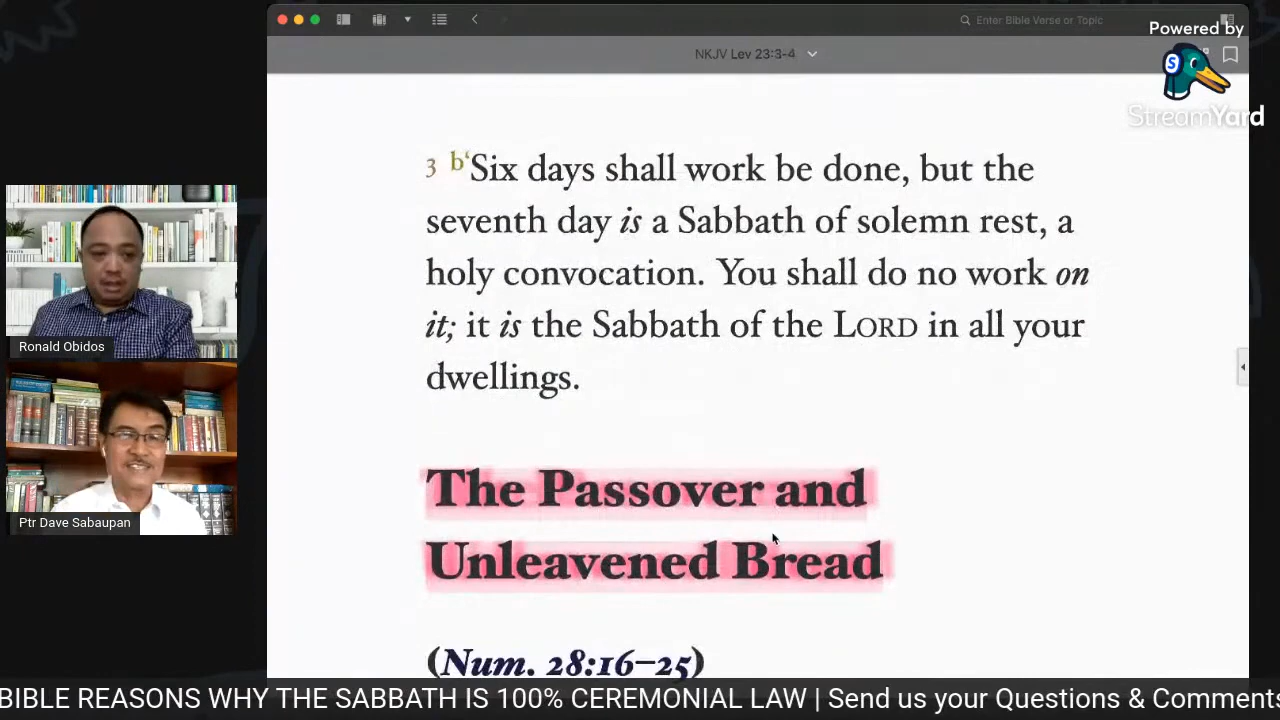 Enter Bible Verse or Topic
Powered by
NKJV Lev 23:3-4
S
StreamYard
3 b‘Six days shall work be done, but the
seventh day is a Sabbath of solemn rest, a
holy convocation. You shall do no work on
it; it is the Sabbath of the LORD in all your
dwellings.
Ronald Obidos
The Passover and
Unleavened Bread
Ptr Dave Sabaupan
(Num. 28:16–25)
BIBLE REASONS WHY THE SABBATH IS 100% CEREMONIAL LAW | Send us your Questions & Comments